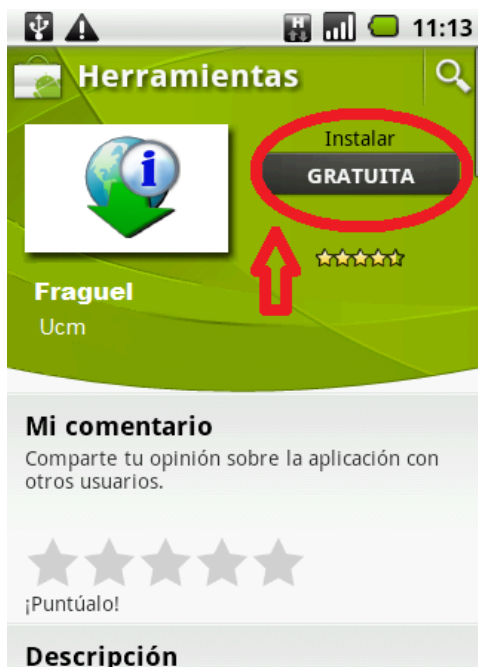 H 11:13
Herramientas
i
Instalar
GRATUITA
Fraguel
Ucm
Mi comentario
Comparte tu opinión sobre la aplicación con
otros usuarios.
¡Puntúalo!
Descripción